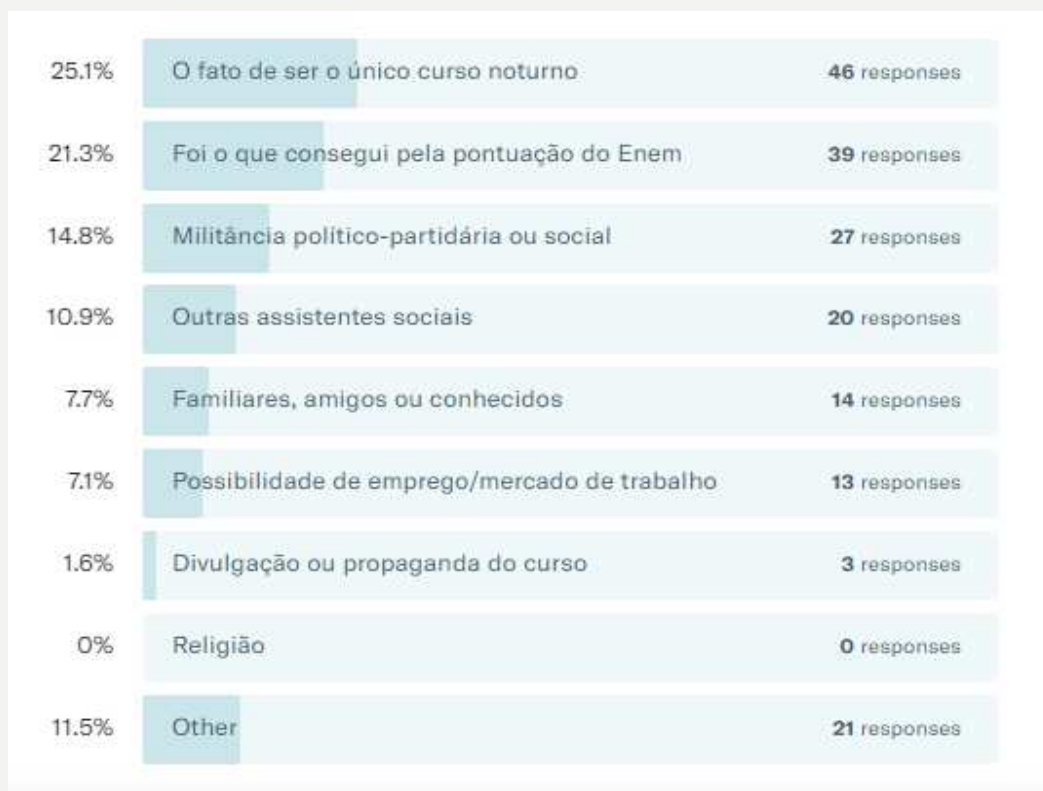 25.1% O fato de ser o único curso noturno 46 responses
21.3% Foi o que consegui pela pontuação do Enem 39 responses
14.8% Militância político-partidária ou social 27 responses
10.9% Outras assistentes sociais 20 responses
7.7% Familiares, amigos ou conhecidos 14 responses
7.1% Possibilidade de emprego/mercado de trabalho 13 responses
1.6% Divulgação ou propaganda do curso 3 responses
0% Religião 0 responses
11.5% Other 21 responses